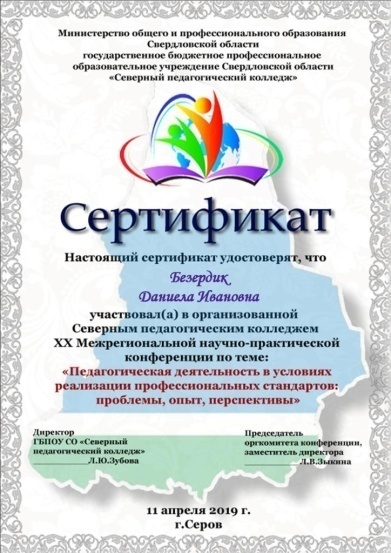 Министерство общего и профессионального образования
Свердловской области
государственное бюджетное профессиональное
образовательное учреждение Свердловской области
«Северный педагогический колледж»
Сертификат
Настоящий сертификат удостоверят, что
Безердик
Даниела Ивановна
участвовал(а) в организованной
Северным педагогическим колледжем
XX Межрегиональной научно-практической
конференции по теме:
«Педагогическая деятельность в условиях
реализации профессиональных стандартов:
проблемы, опыт, перспективы»
Директор
ГБПОУ СО «Северный
педагогический колледж»
____________Л.Ю.Зубова
Председатель
оргкомитета конференции,
заместитель директора
____________Л.В.Зыкина
11 апреля 2019 г.
г.Серов